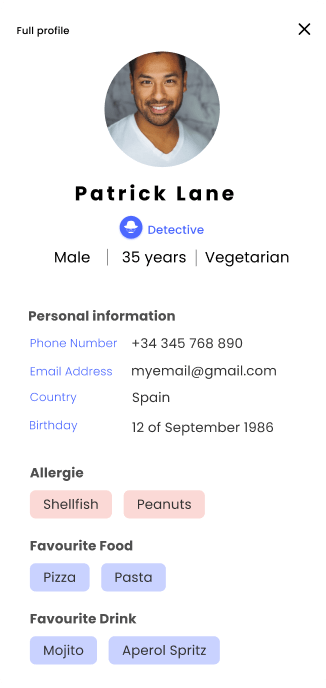 Full profile
Patrick Lane
Detective
Male | 35 years | Vegetarian
Personal information
Phone Number +34 345 768 890
Email Address myemail@gmail.com
Country Spain
Birthday 12 of September 1986
Allergie
Shellfish Peanuts
Favourite Food
Pizza Pasta
Favourite Drink
Mojito Aperol Spritz